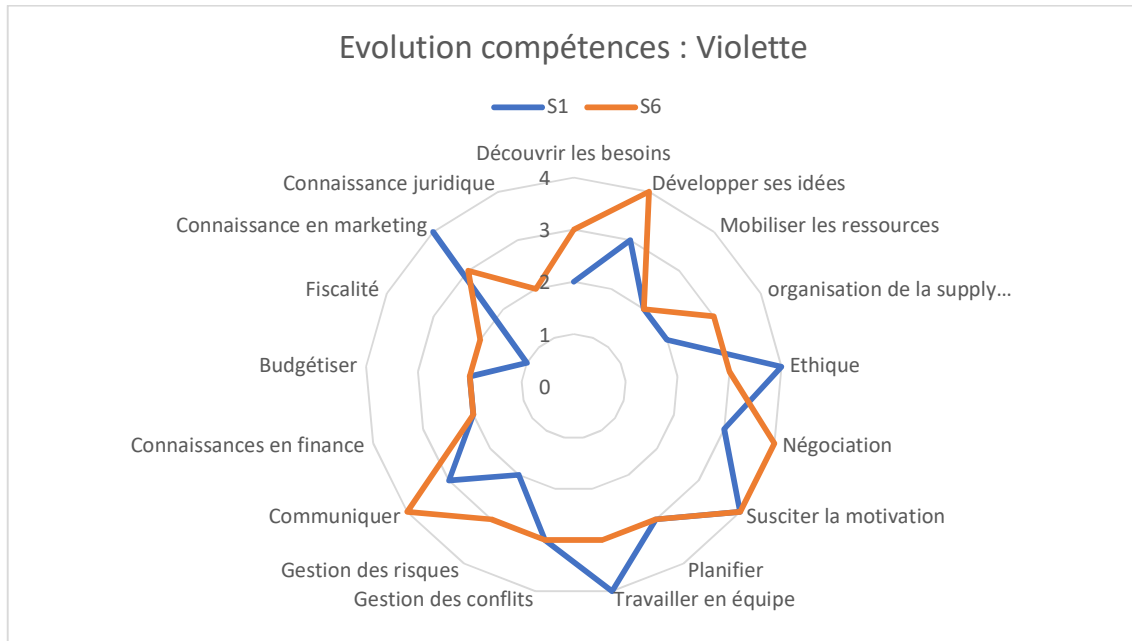 Evolution compétences : Violette
S1 S6
Découvrir les besoins
Développer ses idées
Mobiliser les ressources
organisation de la supply...
Ethique
Négociation
Susciter la motivation
Planifier
Travailler en équipe
Gestion des conflits
Gestion des risques
Communiquer
Connaissances en finance
Budgétiser
Fiscalité
Connaissance en marketing
Connaissance juridique
4
3
2
1
0